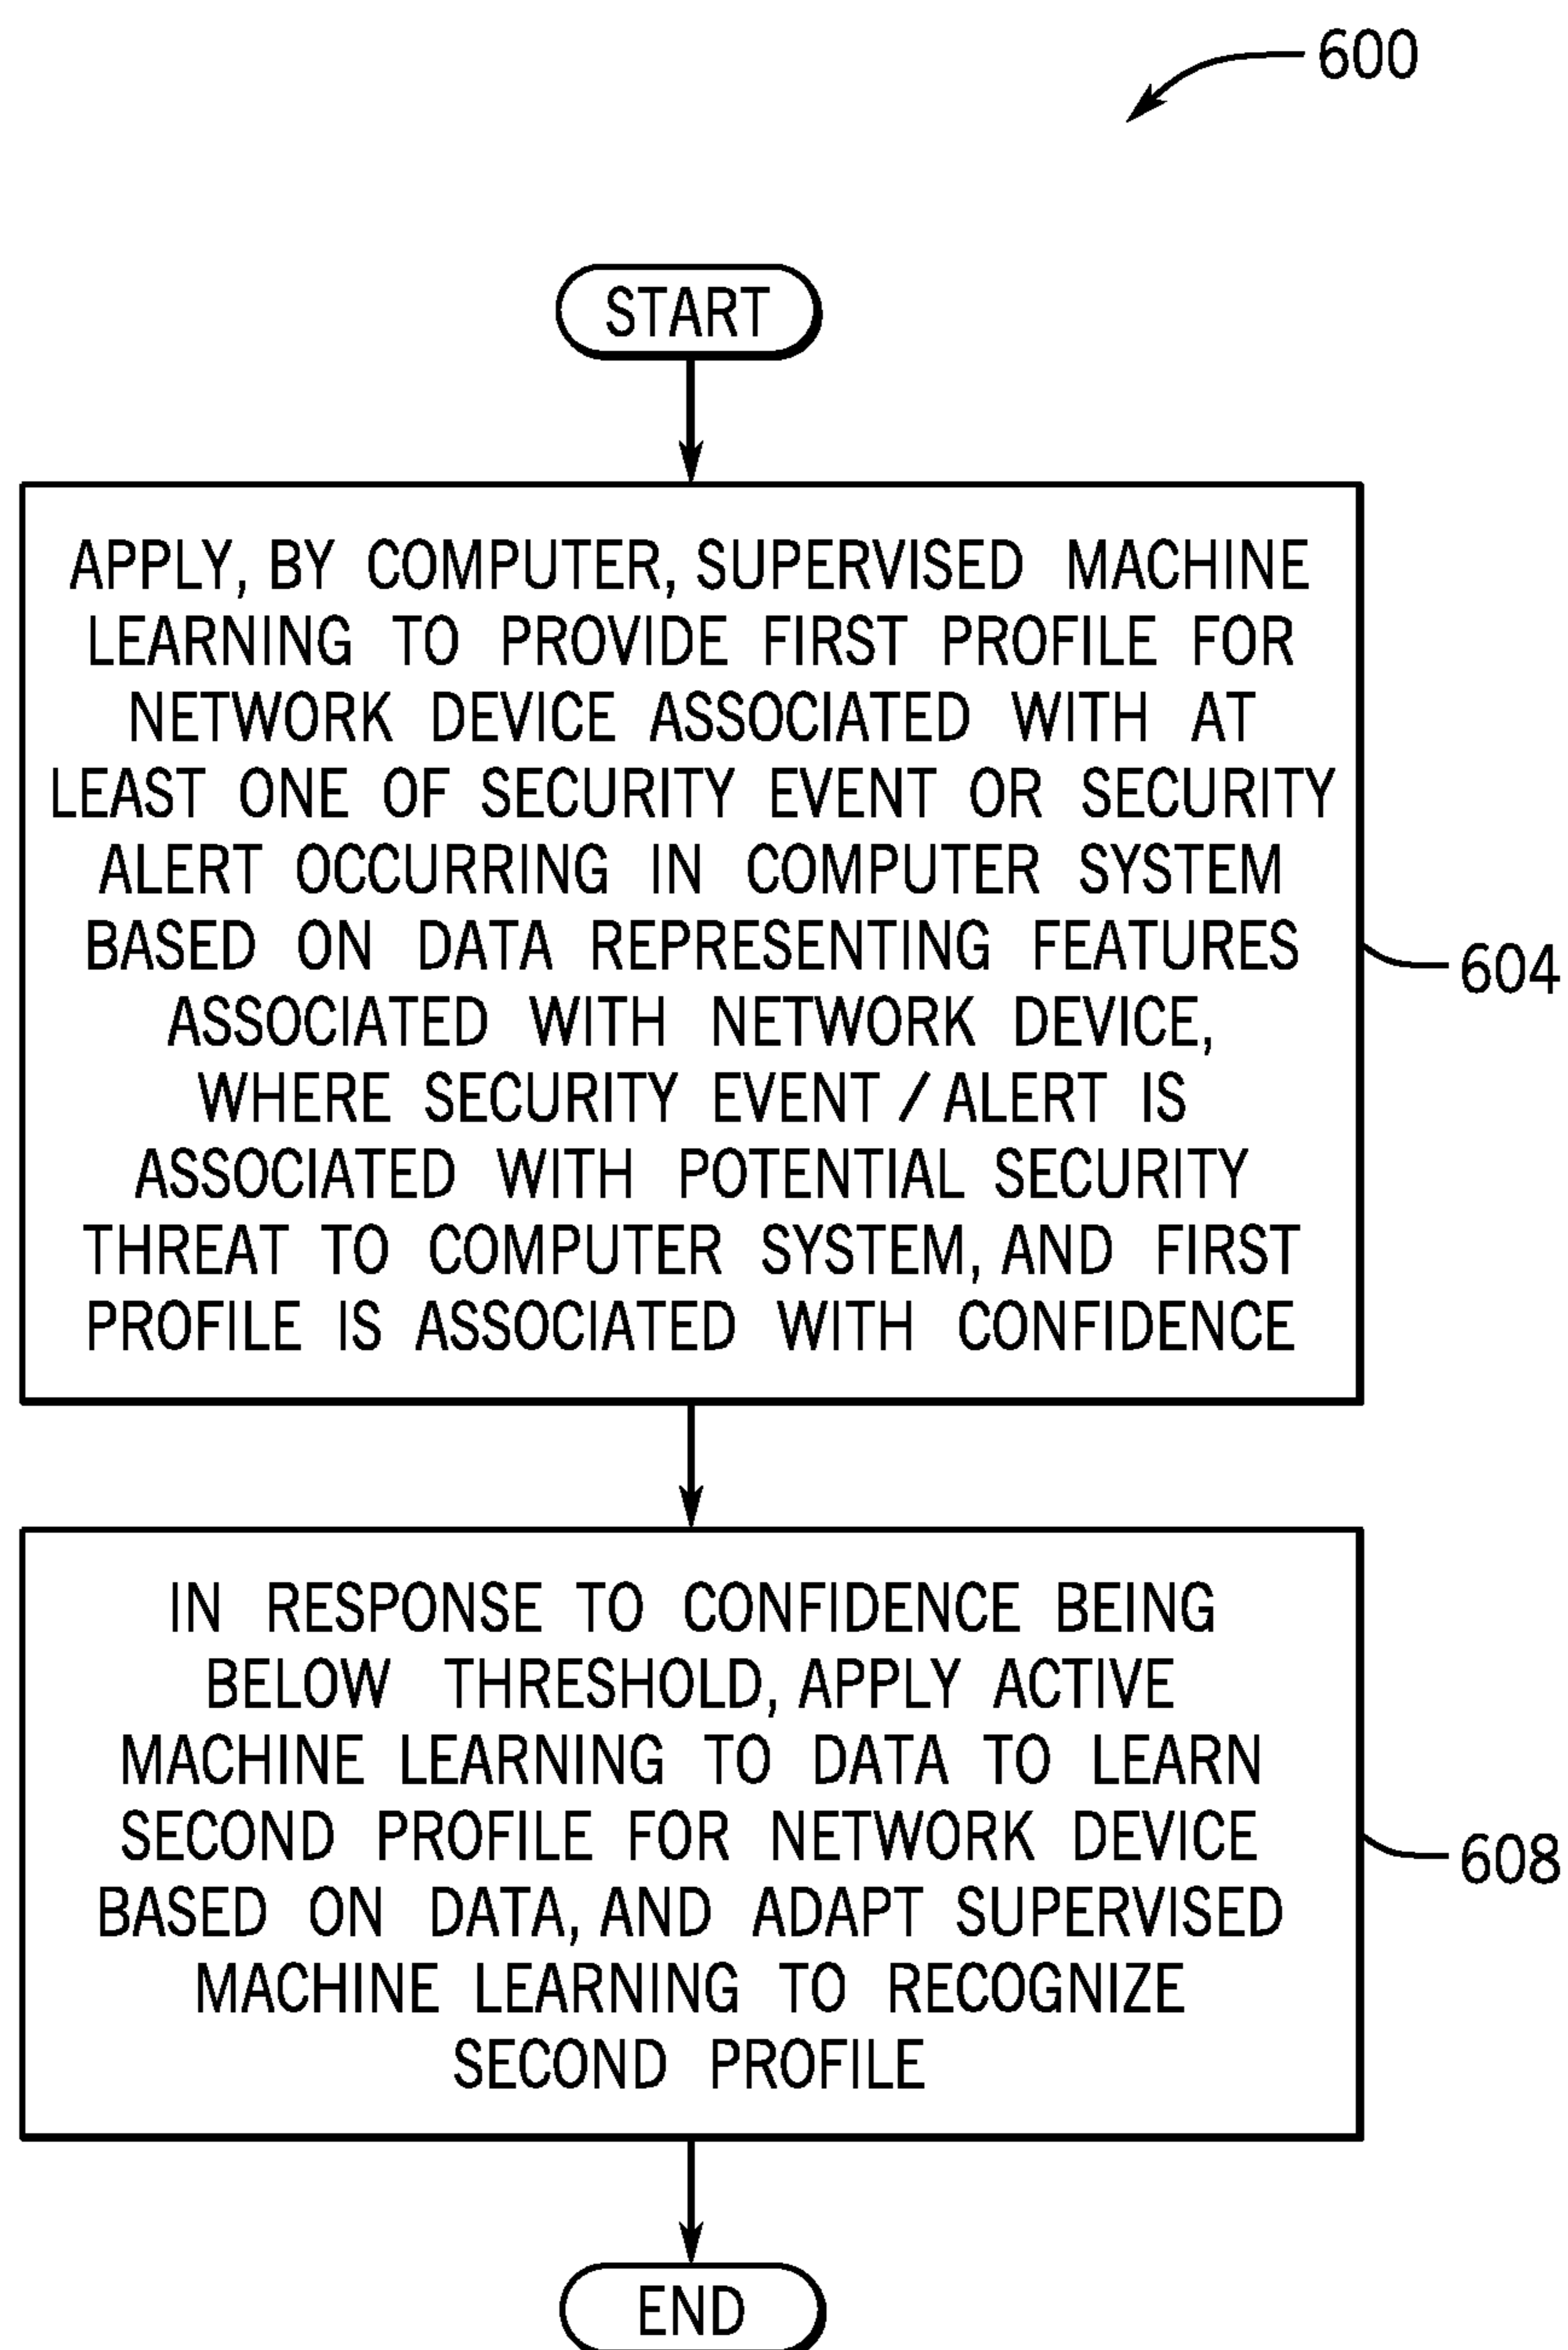 600
START
APPLY, BY COMPUTER, SUPERVISED MACHINE
LEARNING TO PROVIDE FIRST PROFILE FOR
NETWORK DEVICE ASSOCIATED WITH AT
LEAST ONE OF SECURITY EVENT OR SECURITY
ALERT OCCURRING IN COMPUTER SYSTEM
BASED ON DATA REPRESENTING FEATURES
ASSOCIATED WITH NETWORK DEVICE,
WHERE SECURITY EVENT/ALERT IS
ASSOCIATED WITH POTENTIAL SECURITY
THREAT TO COMPUTER SYSTEM, AND FIRST
PROFILE IS ASSOCIATED WITH CONFIDENCE
604
IN RESPONSE TO CONFIDENCE BEING
BELOW THRESHOLD, APPLY ACTIVE
MACHINE LEARNING TO DATA TO LEARN
SECOND PROFILE FOR NETWORK DEVICE
BASED ON DATA, AND ADAPT SUPERVISED
MACHINE LEARNING TO RECOGNIZE
SECOND PROFILE
608
END